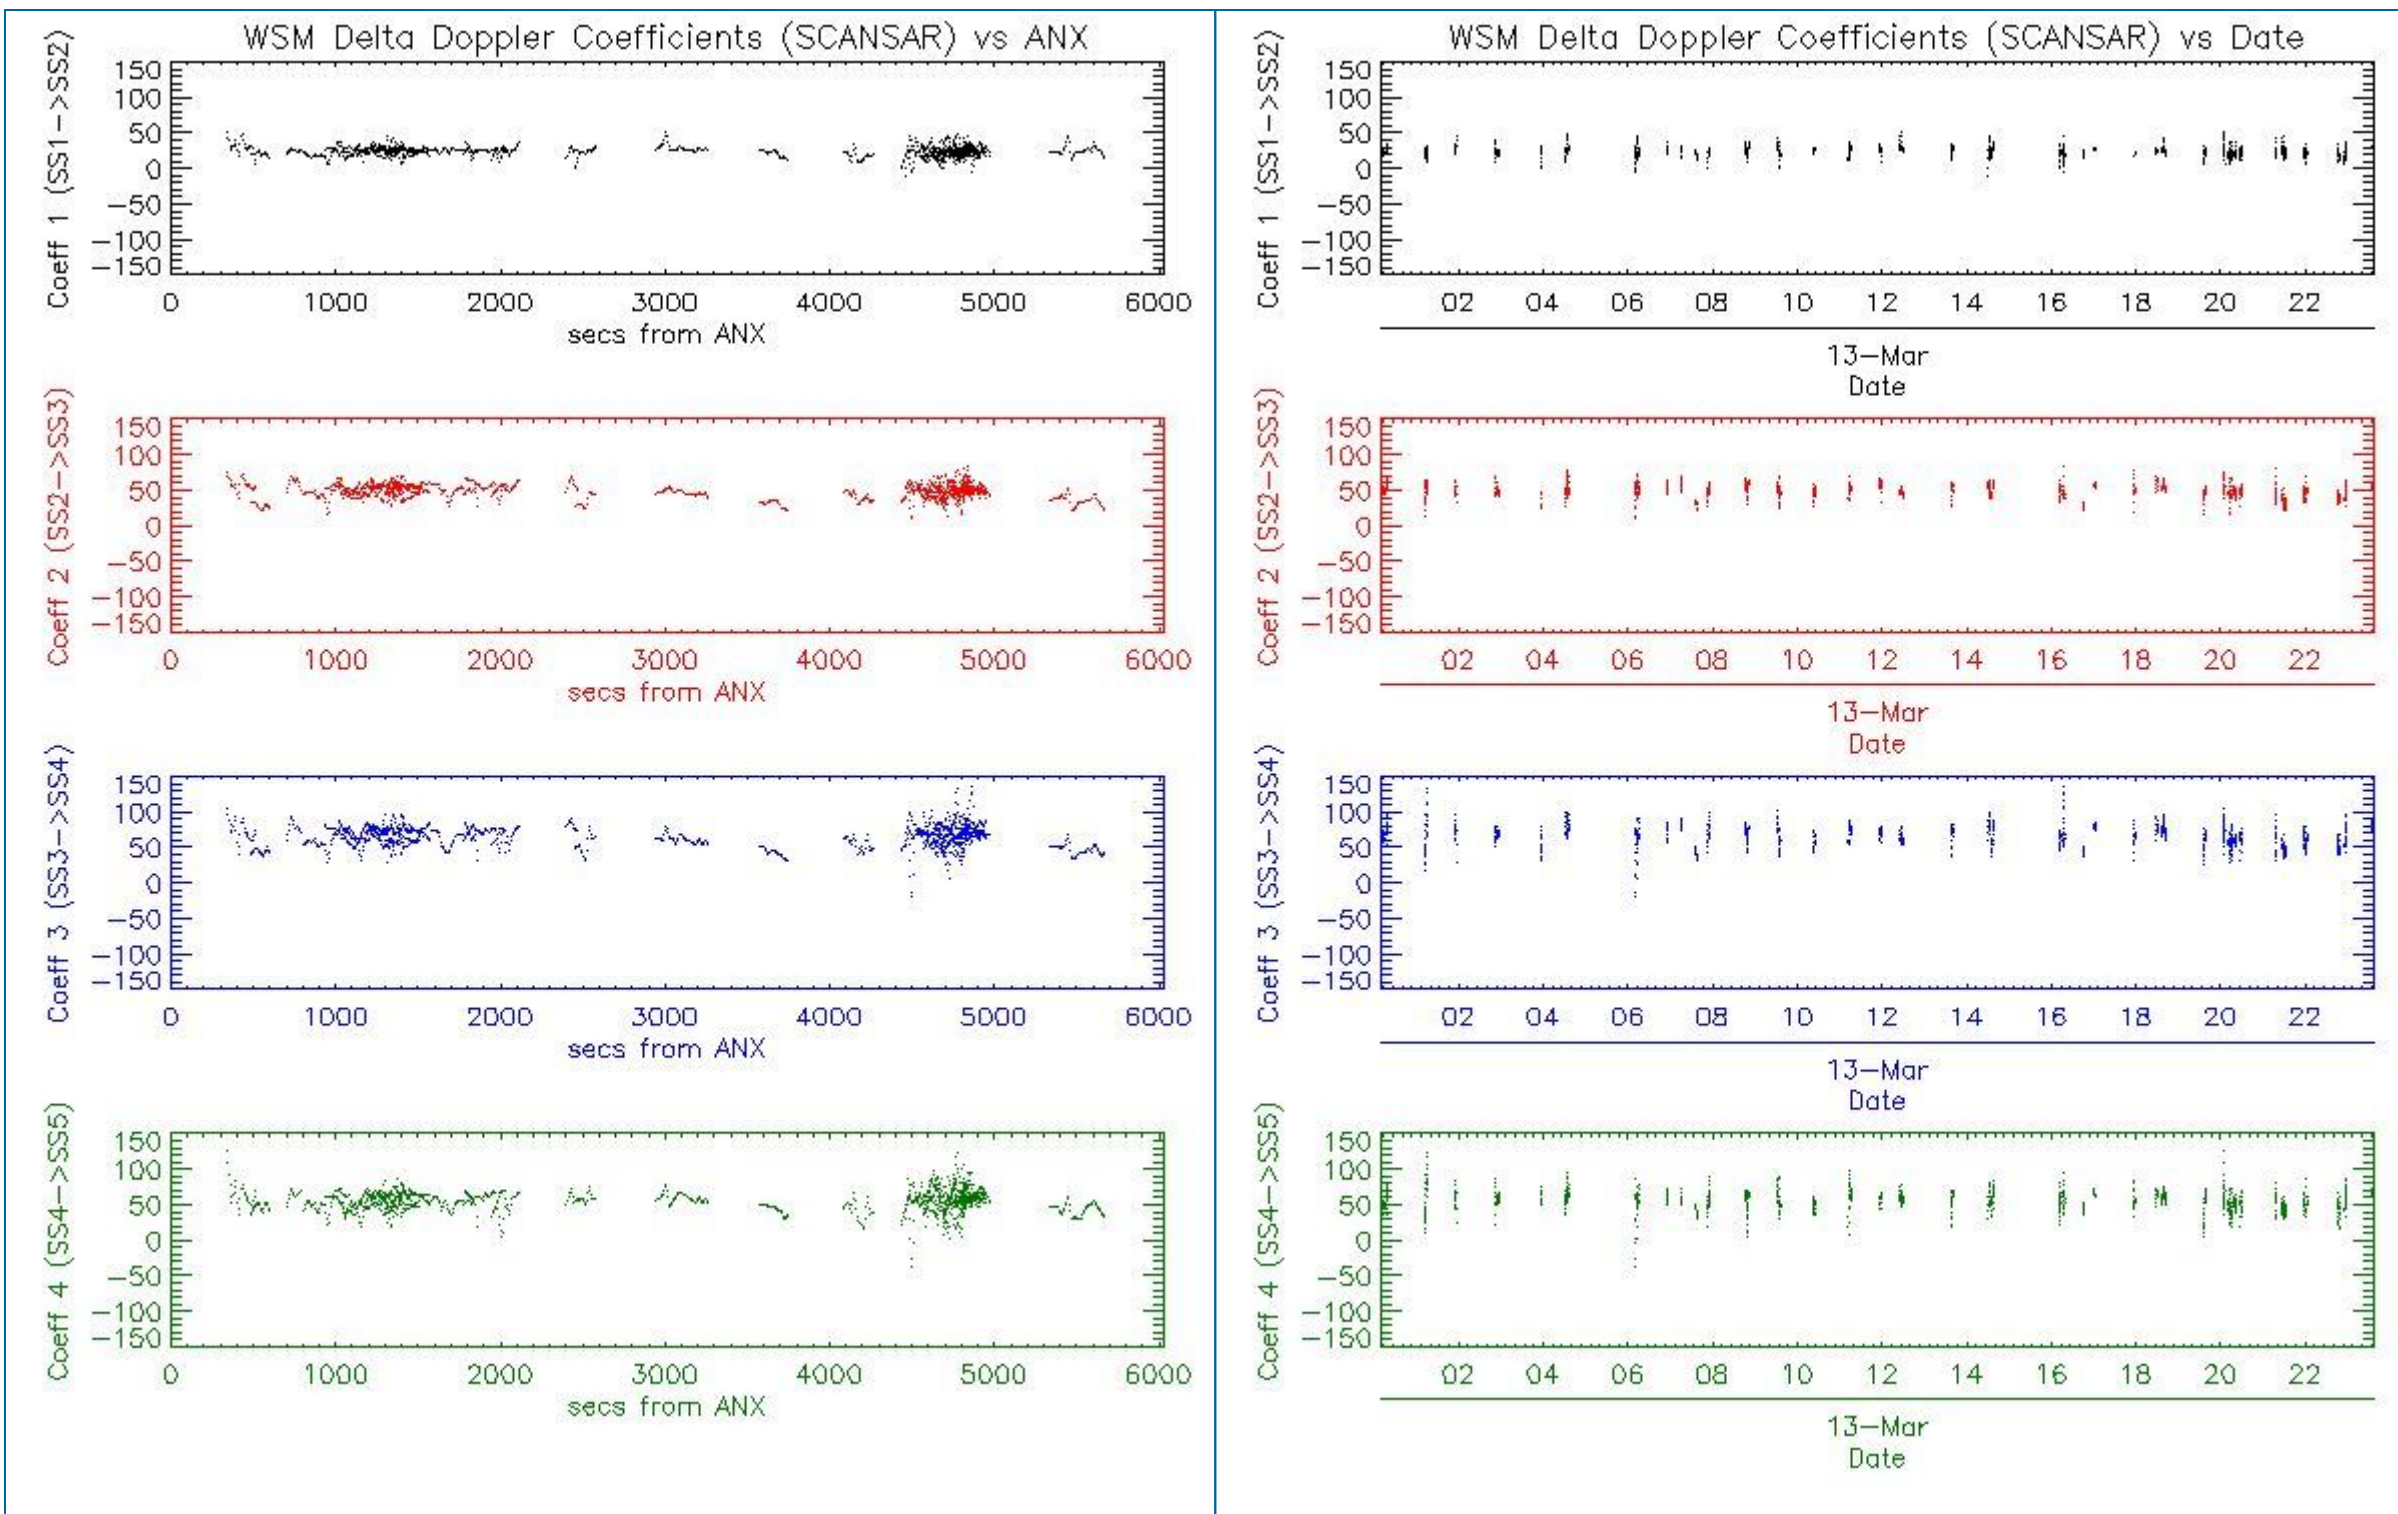 WSM Delta Doppler Coefficients (SCANSAR) vs ANX
Coeff 1 (SS1->SS2)
150
100
50
0
-50
-100
-150
0 1000 2000 3000 4000 5000 6000
secs from ANX
Coeff 2 (SS2->SS3)
150
100
50
0
-50
-100
-150
0 1000 2000 3000 4000 5000 6000
secs from ANX
Coeff 3 (SS3->SS4)
150
100
50
0
-50
-100
-150
0 1000 2000 3000 4000 5000 6000
secs from ANX
Coeff 4 (SS4->SS5)
150
100
50
0
-50
-100
-150
0 1000 2000 3000 4000 5000 6000
secs from ANX
WSM Delta Doppler Coefficients (SCANSAR) vs Date
Coeff 1 (SS1->SS2)
150
100
50
0
-50
-100
-150
02 04 06 08 10 12 14 16 18 20 22
13-Mar
Date
Coeff 2 (SS2->SS3)
150
100
50
0
-50
-100
-150
02 04 06 08 10 12 14 16 18 20 22
13-Mar
Date
Coeff 3 (SS3->SS4)
150
100
50
0
-50
-100
-150
02 04 06 08 10 12 14 16 18 20 22
13-Mar
Date
Coeff 4 (SS4->SS5)
150
100
50
0
-50
-100
-150
02 04 06 08 10 12 14 16 18 20 22
13-Mar
Date